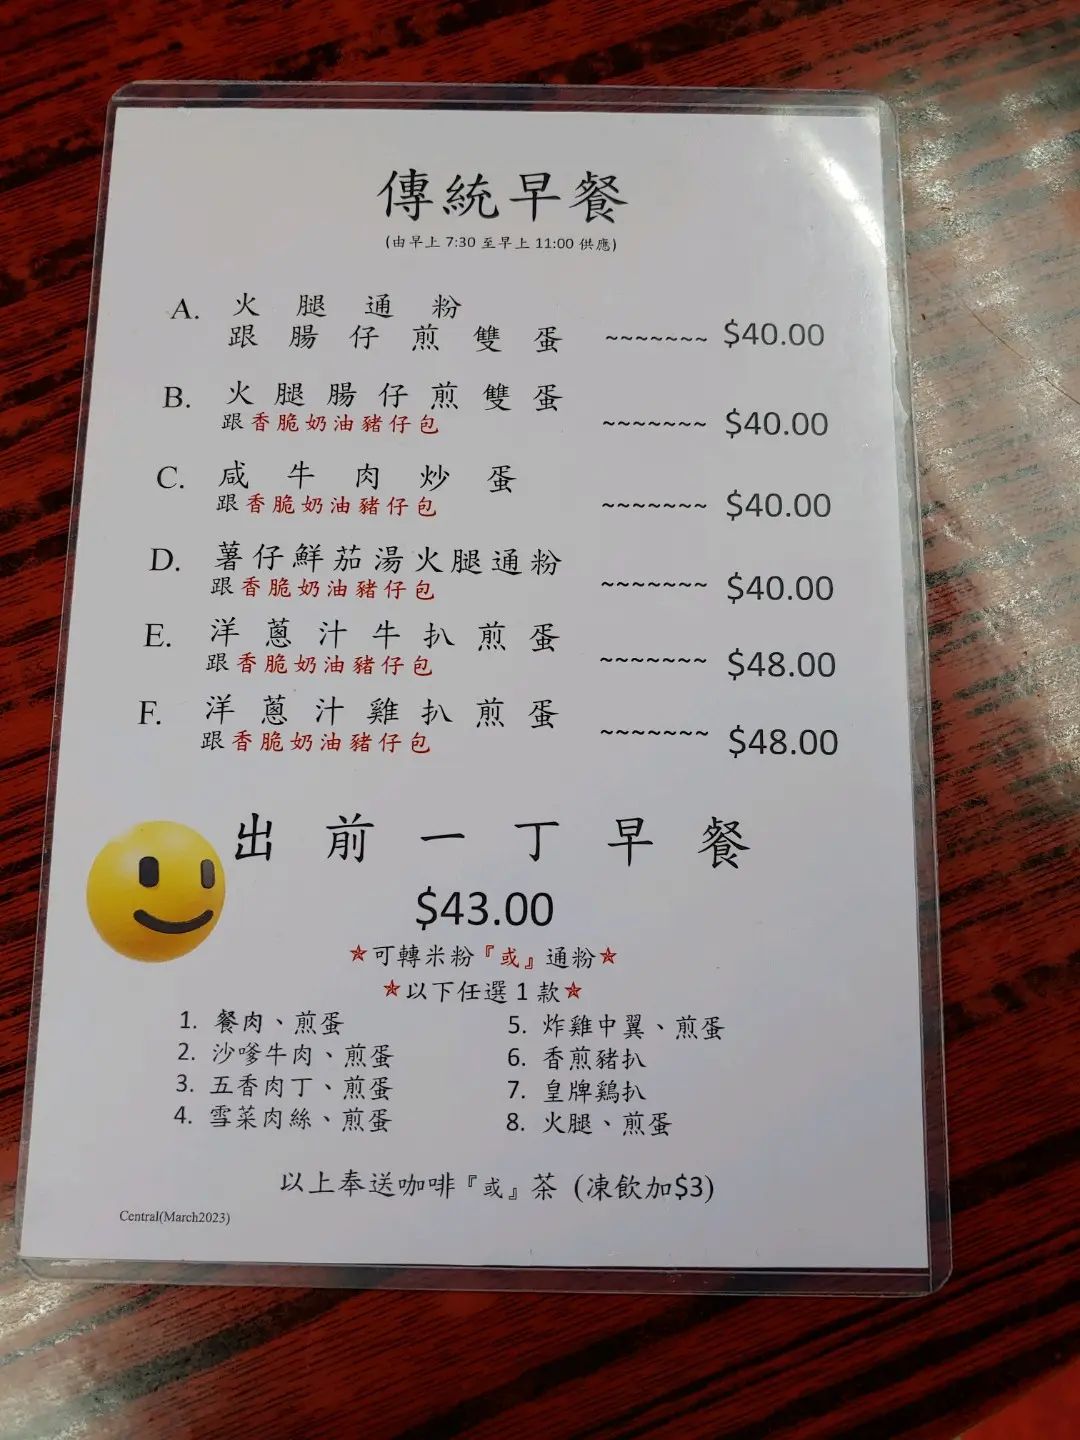 傳統早餐
(由早上 7:30 至早上 11:00 供應)
A. 火腿通粉
跟腸仔煎雙蛋 ~~~~~~~ $40.00
B. 火腿腸仔煎雙蛋
跟香脆奶油豬仔包 ~~~~~~~ $40.00
C. 咸牛肉炒蛋
跟香脆奶油豬仔包 ~~~~~~~ $40.00
D. 薯仔鮮茄湯火腿通粉
跟香脆奶油豬仔包 ~~~~~~~ $40.00
E. 洋蔥汁牛扒煎蛋
跟香脆奶油豬仔包 ~~~~~~~ $48.00
F. 洋蔥汁雞扒煎蛋
跟香脆奶油豬仔包 ~~~~~~~ $48.00
出前一丁早餐
$43.00
★可轉米粉『或』通粉★
★以下任選 1 款★
1. 餐肉、煎蛋
2. 沙嗲牛肉、煎蛋
3. 五香肉丁、煎蛋
4. 雪菜肉絲、煎蛋
5. 炸雞中翼、煎蛋
6. 香煎豬扒
7. 皇牌鷄扒
8. 火腿、煎蛋
以上奉送咖啡『或』茶 (凍飲加$3)
Central(March2023)